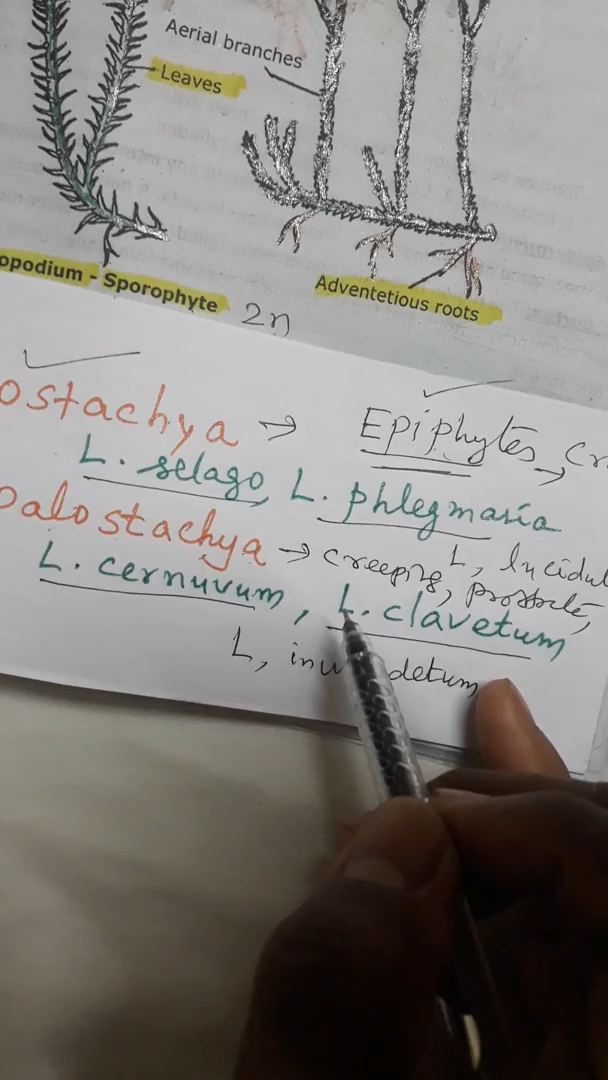 Aerial branches
Leaves
opodium - Sporophyte 2n
Adventetious roots
ostachya → Epiphytes
L. selago, L. phlegmaria
palostachya → creeping, prostrate,
L, lucidul
L. cernuvum, L. clavetum
L, inu detum